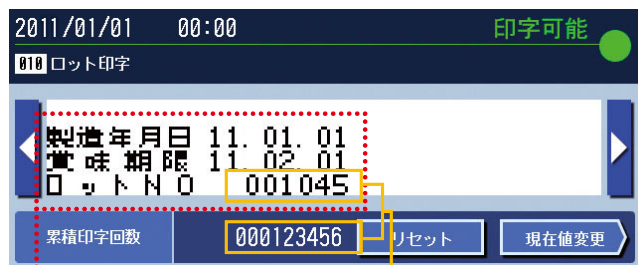 2011/01/01 00:00 印字可能
010 ロット印字
製造年月日 11. 01. 01
賞味期限 11. 02. 01
ロットNO 001045
累積印字回数 000123456 リセット 現在値変更